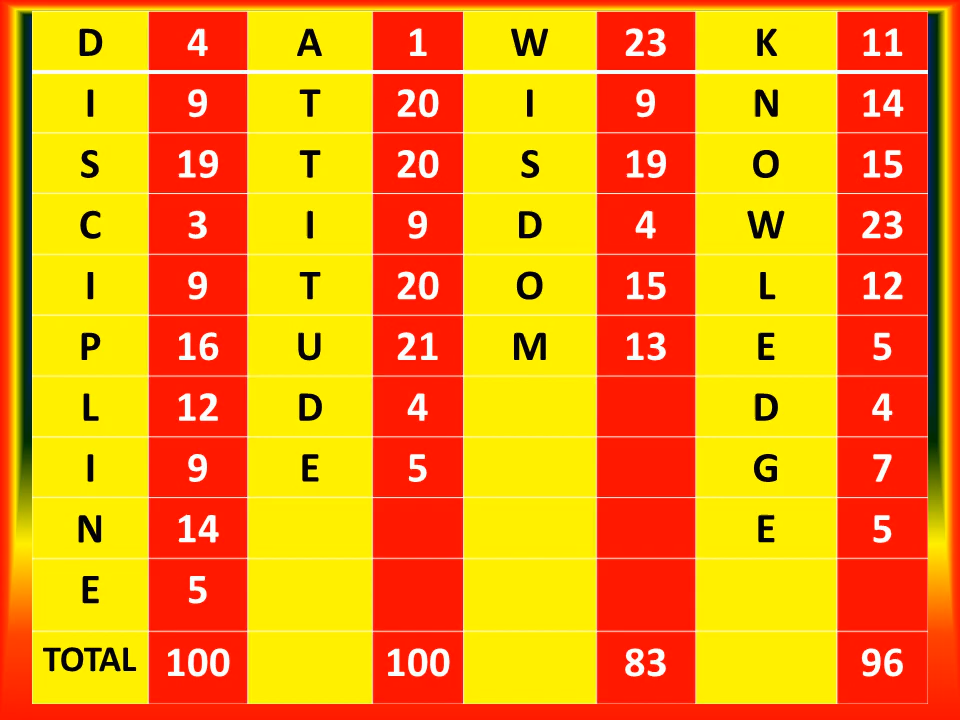 D 4 A 1 W 23 K 11
I 9 T 20 I 9 N 14
S 19 T 20 S 19 O 15
C 3 I 9 D 4 W 23
I 9 T 20 O 15 L 12
P 16 U 21 M 13 E 5
L 12 D 4 D 4
I 9 E 5 G 7
N 14 E 5
E 5
TOTAL 100 100 83 96